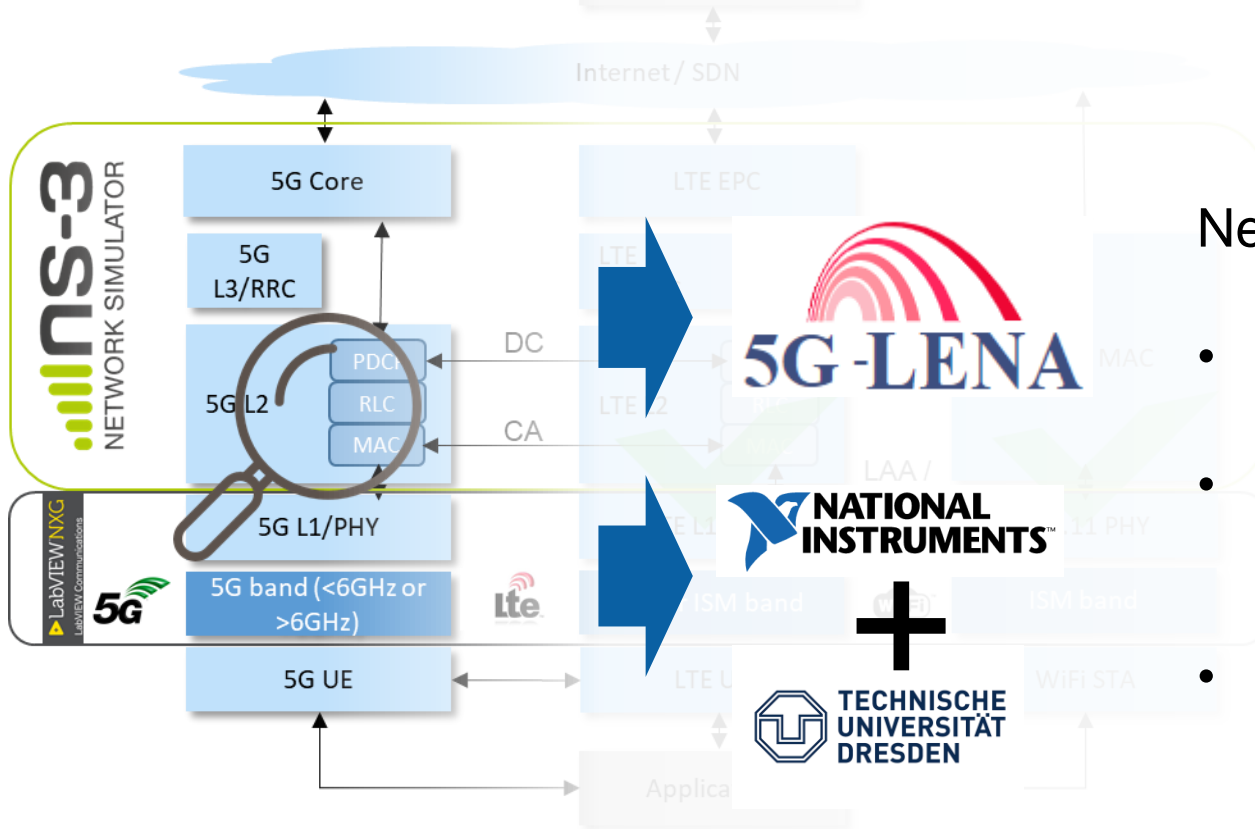 Internet / SDN
ns-3
NETWORK SIMULATOR
5G Core
LTE EPC
5G
L3/RRC
LTE
5G L2
PDCP
RLC
MAC
DC
CA
LTE L2
MAC
LAA /
5G-LENA
Ne
•
•
•
LabVIEW NXG
LabVIEW Communications
5G
5G L1/PHY
5G band (<6GHz or
>6GHz)
Lte
NATIONAL
INSTRUMENTS™
.11 PHY
ISM band
WiFi
ISM band
+
5G UE
LTE U
WiFi STA
TECHNISCHE
UNIVERSITÄT
DRESDEN
Applica